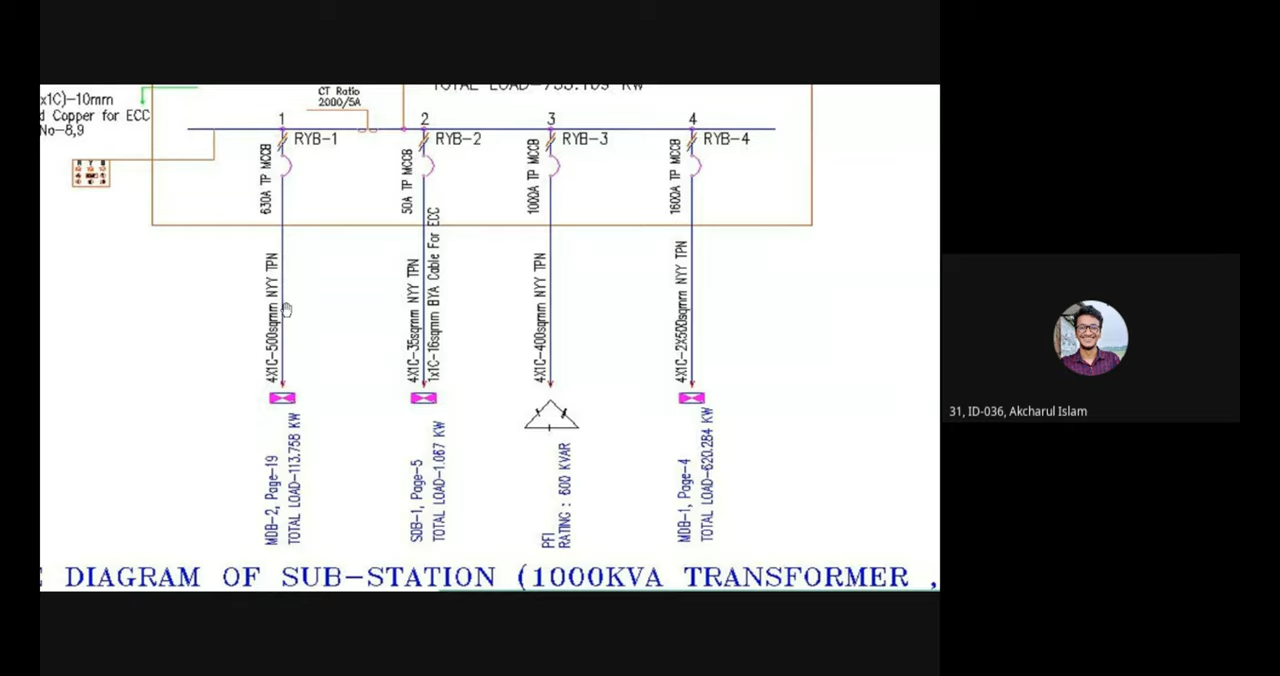 x1C)-10mm
d Copper for ECC
No-8,9
CT Ratio
2000/5A
TOTAL LOAD-735.109 KW
1
2
3
4
RYB-1
RYB-2
RYB-3
RYB-4
R Y B
630A TP MCCB
50A TP MCCB
1000A TP MCCB
1600A TP MCCB
4X1C-500sqmm NYY TPN
4X1C-35sqmm NYY TPN
1x1C-16sqmm BYA Cable For ECC
4X1C-400sqmm NYY TPN
4X1C-2X500sqmm NYY TPN
MDB-2, Page-19
TOTAL LOAD-113.758 KW
SDB-1, Page-5
TOTAL LOAD-1.067 KW
PFI
RATING : 600 KVAR
MDB-1, Page-4
TOTAL LOAD-620.284 KW
DIAGRAM OF SUB-STATION (1000KVA TRANSFORMER ,
31, ID-036, Akcharul Islam